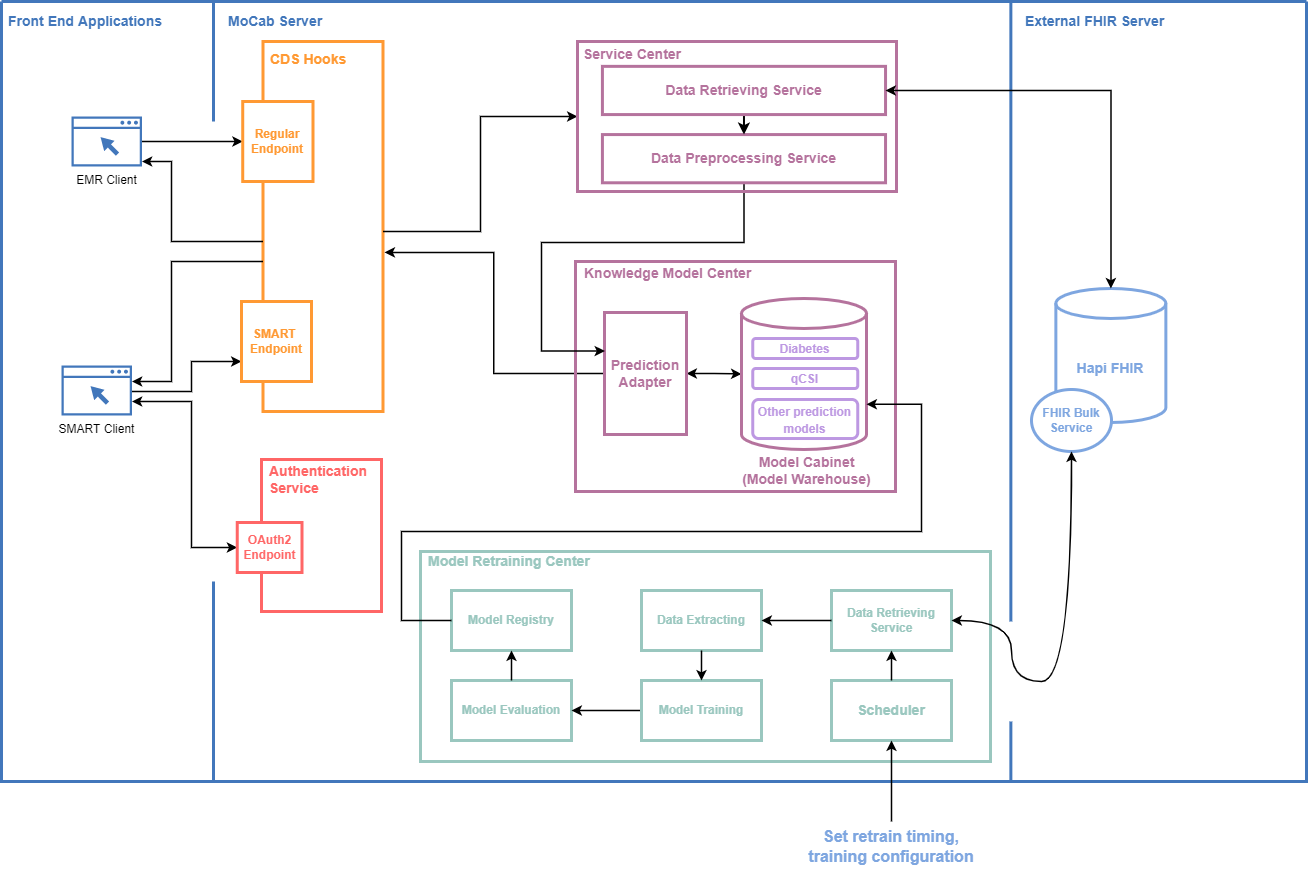 Front End Applications
MoCab Server
External FHIR Server
CDS Hooks
Regular
Endpoint
EMR Client
SMART
Endpoint
SMART Client
Authentication
Service
OAuth2
Endpoint
Service Center
Data Retrieving Service
Data Preprocessing Service
Knowledge Model Center
Prediction
Adapter
Diabetes
qCSI
Other prediction
models
Model Cabinet
(Model Warehouse)
Hapi FHIR
FHIR Bulk
Service
Model Retraining Center
Model Registry
Data Extracting
Data Retrieving
Service
Model Evaluation
Model Training
Scheduler
Set retrain timing,
training configuration